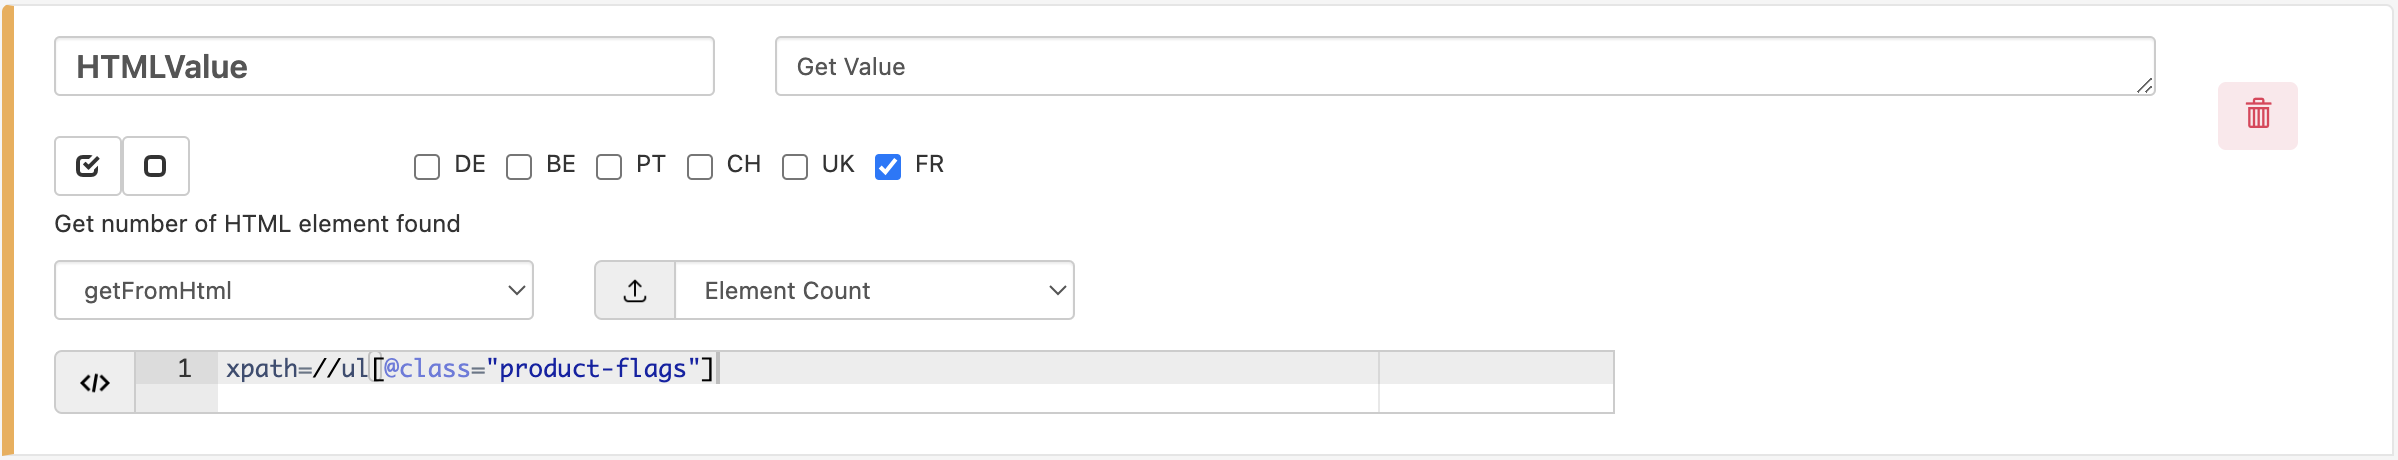 HTMLValue
Get Value
DE BE PT CH UK FR
Get number of HTML element found
getFromHtml
Element Count
1 xpath=//ul[@class="product-flags"]